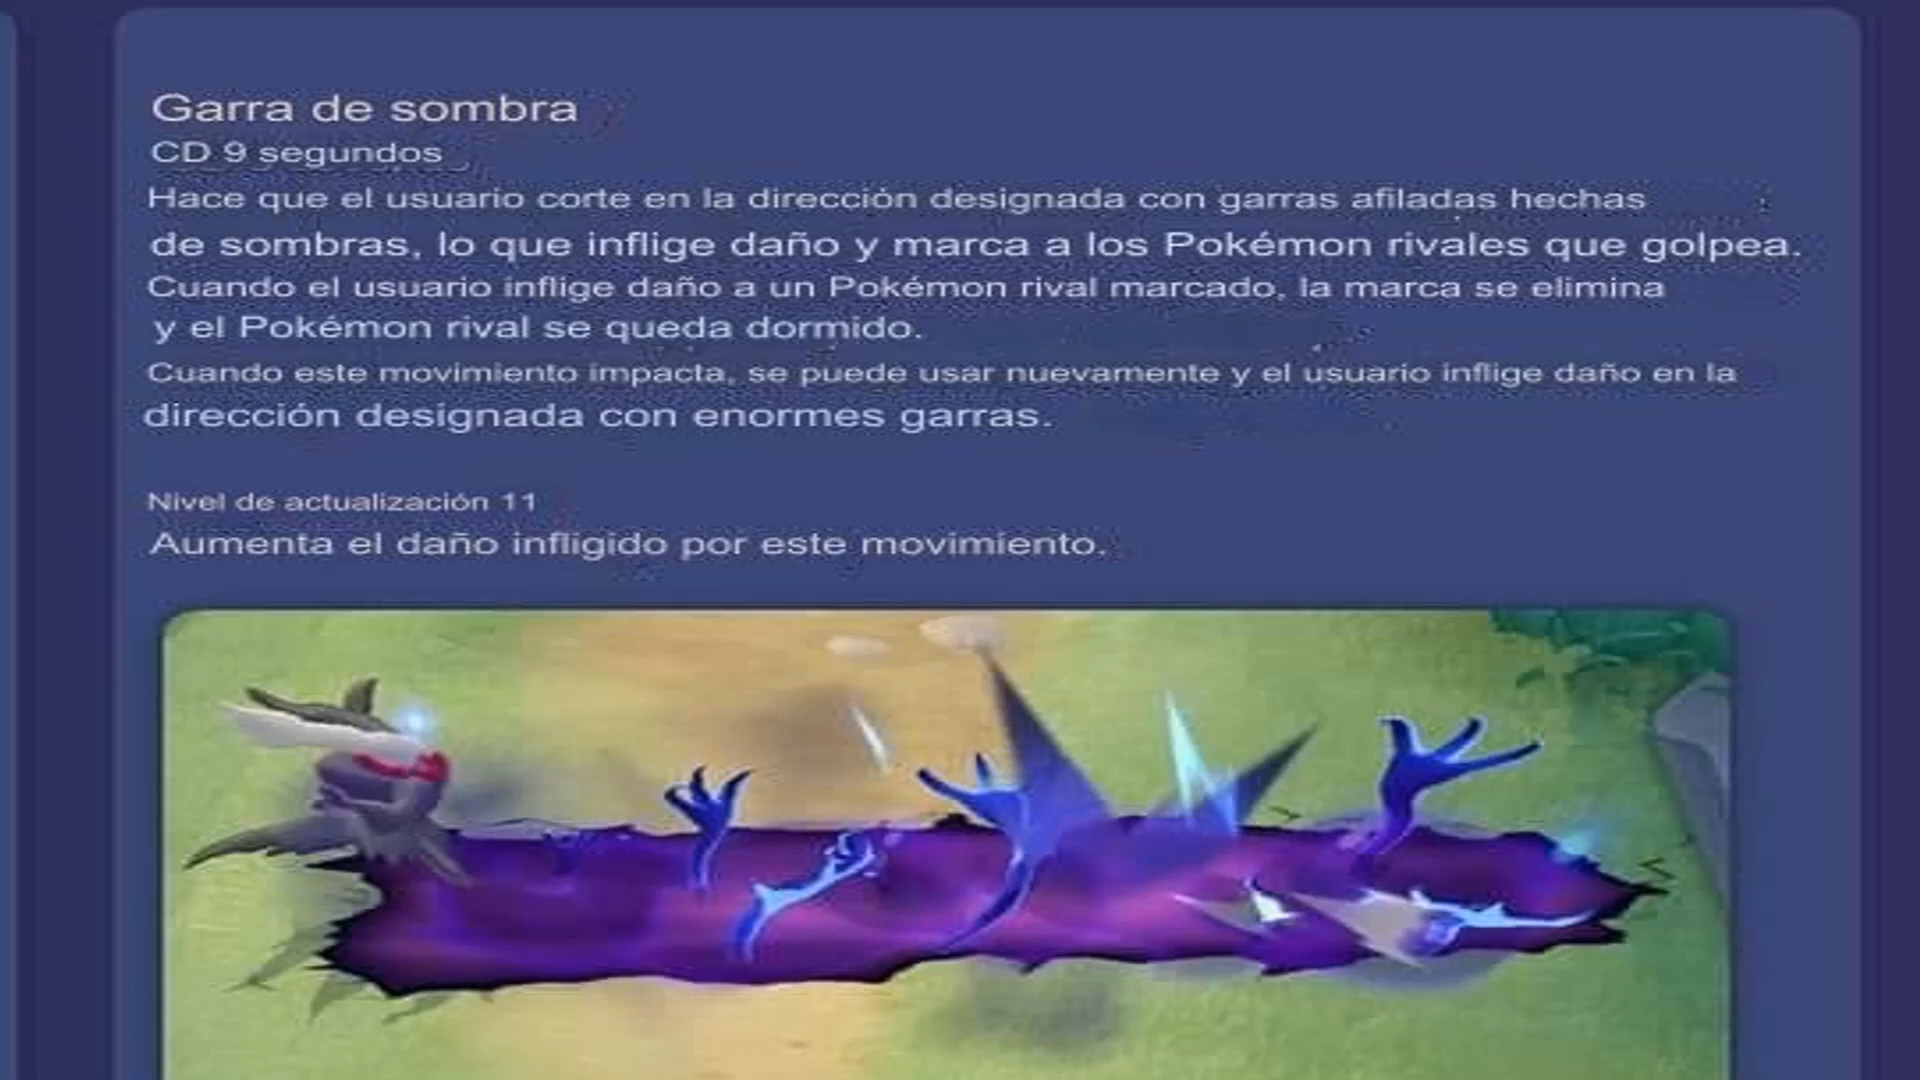 Garra de sombra
CD 9 segundos
Hace que el usuario corte en la dirección designada con garras afiladas hechas
de sombras, lo que inflige daño y marca a los Pokémon rivales que golpea.
Cuando el usuario inflige daño a un Pokémon rival marcado, la marca se elimina
y el Pokémon rival se queda dormido.
Cuando este movimiento impacta, se puede usar nuevamente y el usuario inflige daño en la
dirección designada con enormes garras.
Nivel de actualización 11
Aumenta el daño infligido por este movimiento.